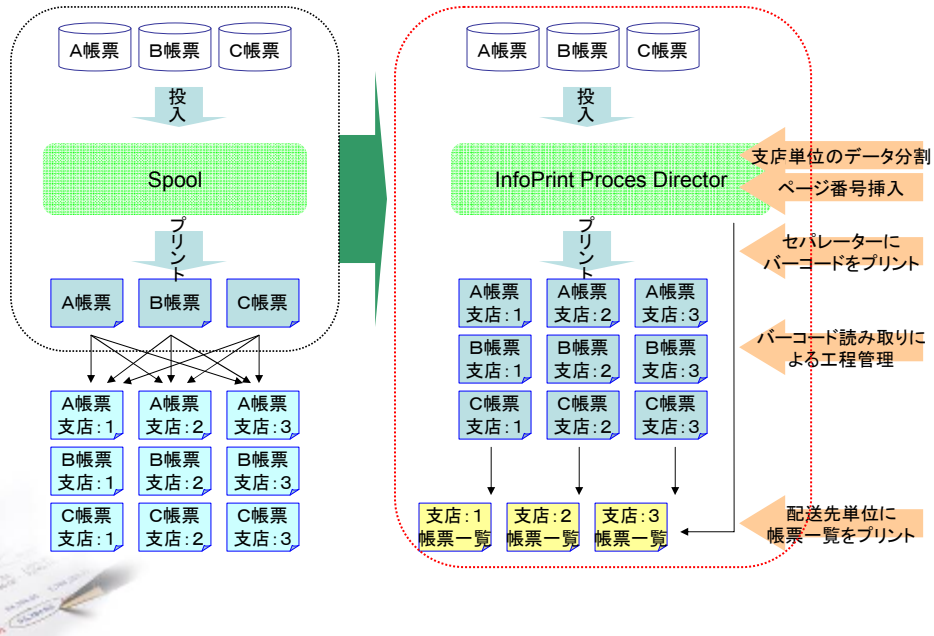 A帳票
B帳票
C帳票
投
入
Spool
プ
リ
ン
ト
A帳票
B帳票
C帳票
A帳票
支店:1
A帳票
支店:2
A帳票
支店:3
B帳票
支店:1
B帳票
支店:2
B帳票
支店:3
C帳票
支店:1
C帳票
支店:2
C帳票
支店:3
A帳票
B帳票
C帳票
投
入
InfoPrint Proces Director
プ
リ
ン
ト
A帳票
支店:1
A帳票
支店:2
A帳票
支店:3
B帳票
支店:1
B帳票
支店:2
B帳票
支店:3
C帳票
支店:1
C帳票
支店:2
C帳票
支店:3
支店:1
帳票一覧
支店:2
帳票一覧
支店:3
帳票一覧
支店単位のデータ分割
ページ番号挿入
セパレーターに
バーコードをプリント
バーコード読み取りに
よる工程管理
配送先単位に
帳票一覧をプリント